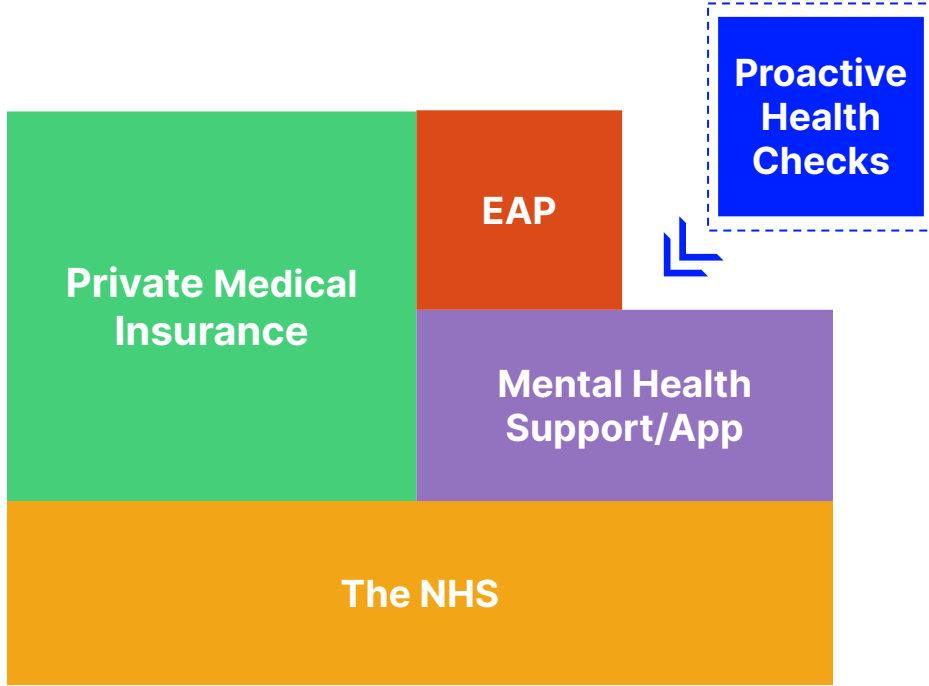 Proactive
Health
Checks
EAP
Private Medical
Insurance
Mental Health
Support/App
The NHS